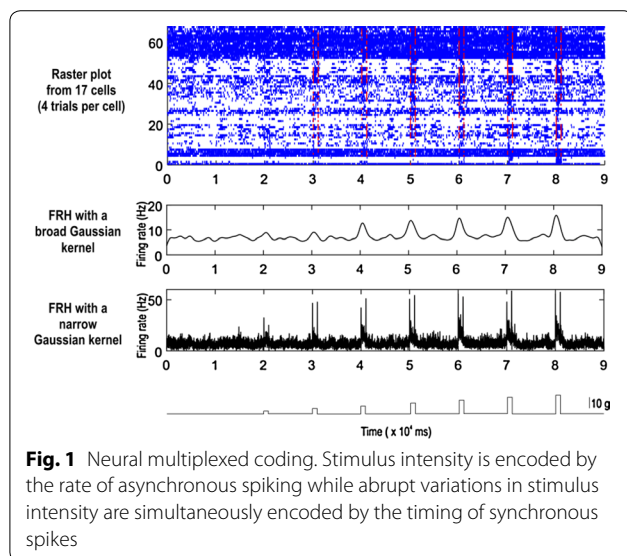 Raster plot
from 17 cells
(4 trials per cell)
60
40
20
0
0 1 2 3 4 5 6 7 8 9
FRH with a
broad Gaussian
kernel
Firing rate (Hz)
20
10
0
0 1 2 3 4 5 6 7 8 9
FRH with a
narrow
Gaussian kernel
Firing rate (Hz)
50
0 1 2 3 4 5 6 7 8 9
10 g
Time ( x 10⁴ ms)
Fig. 1 Neural multiplexed coding. Stimulus intensity is encoded by
the rate of asynchronous spiking while abrupt variations in stimulus
intensity are simultaneously encoded by the timing of synchronous
spikes